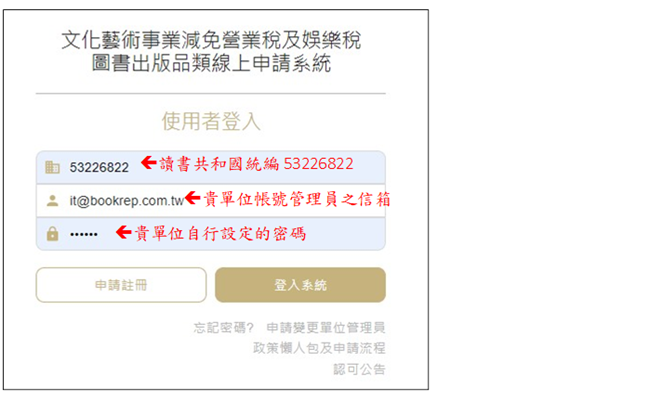 文化藝術事業減免營業稅及娛樂稅
圖書出版品類線上申請系統
使用者登入
53226822 ←讀書共和國統編 53226822
it@bookrep.com.tw←貴單位帳號管理員之信箱
•••••• ←貴單位自行設定的密碼
申請註冊 登入系統
忘記密碼? 申請變更單位管理員
政策懶人包及申請流程
認可公告